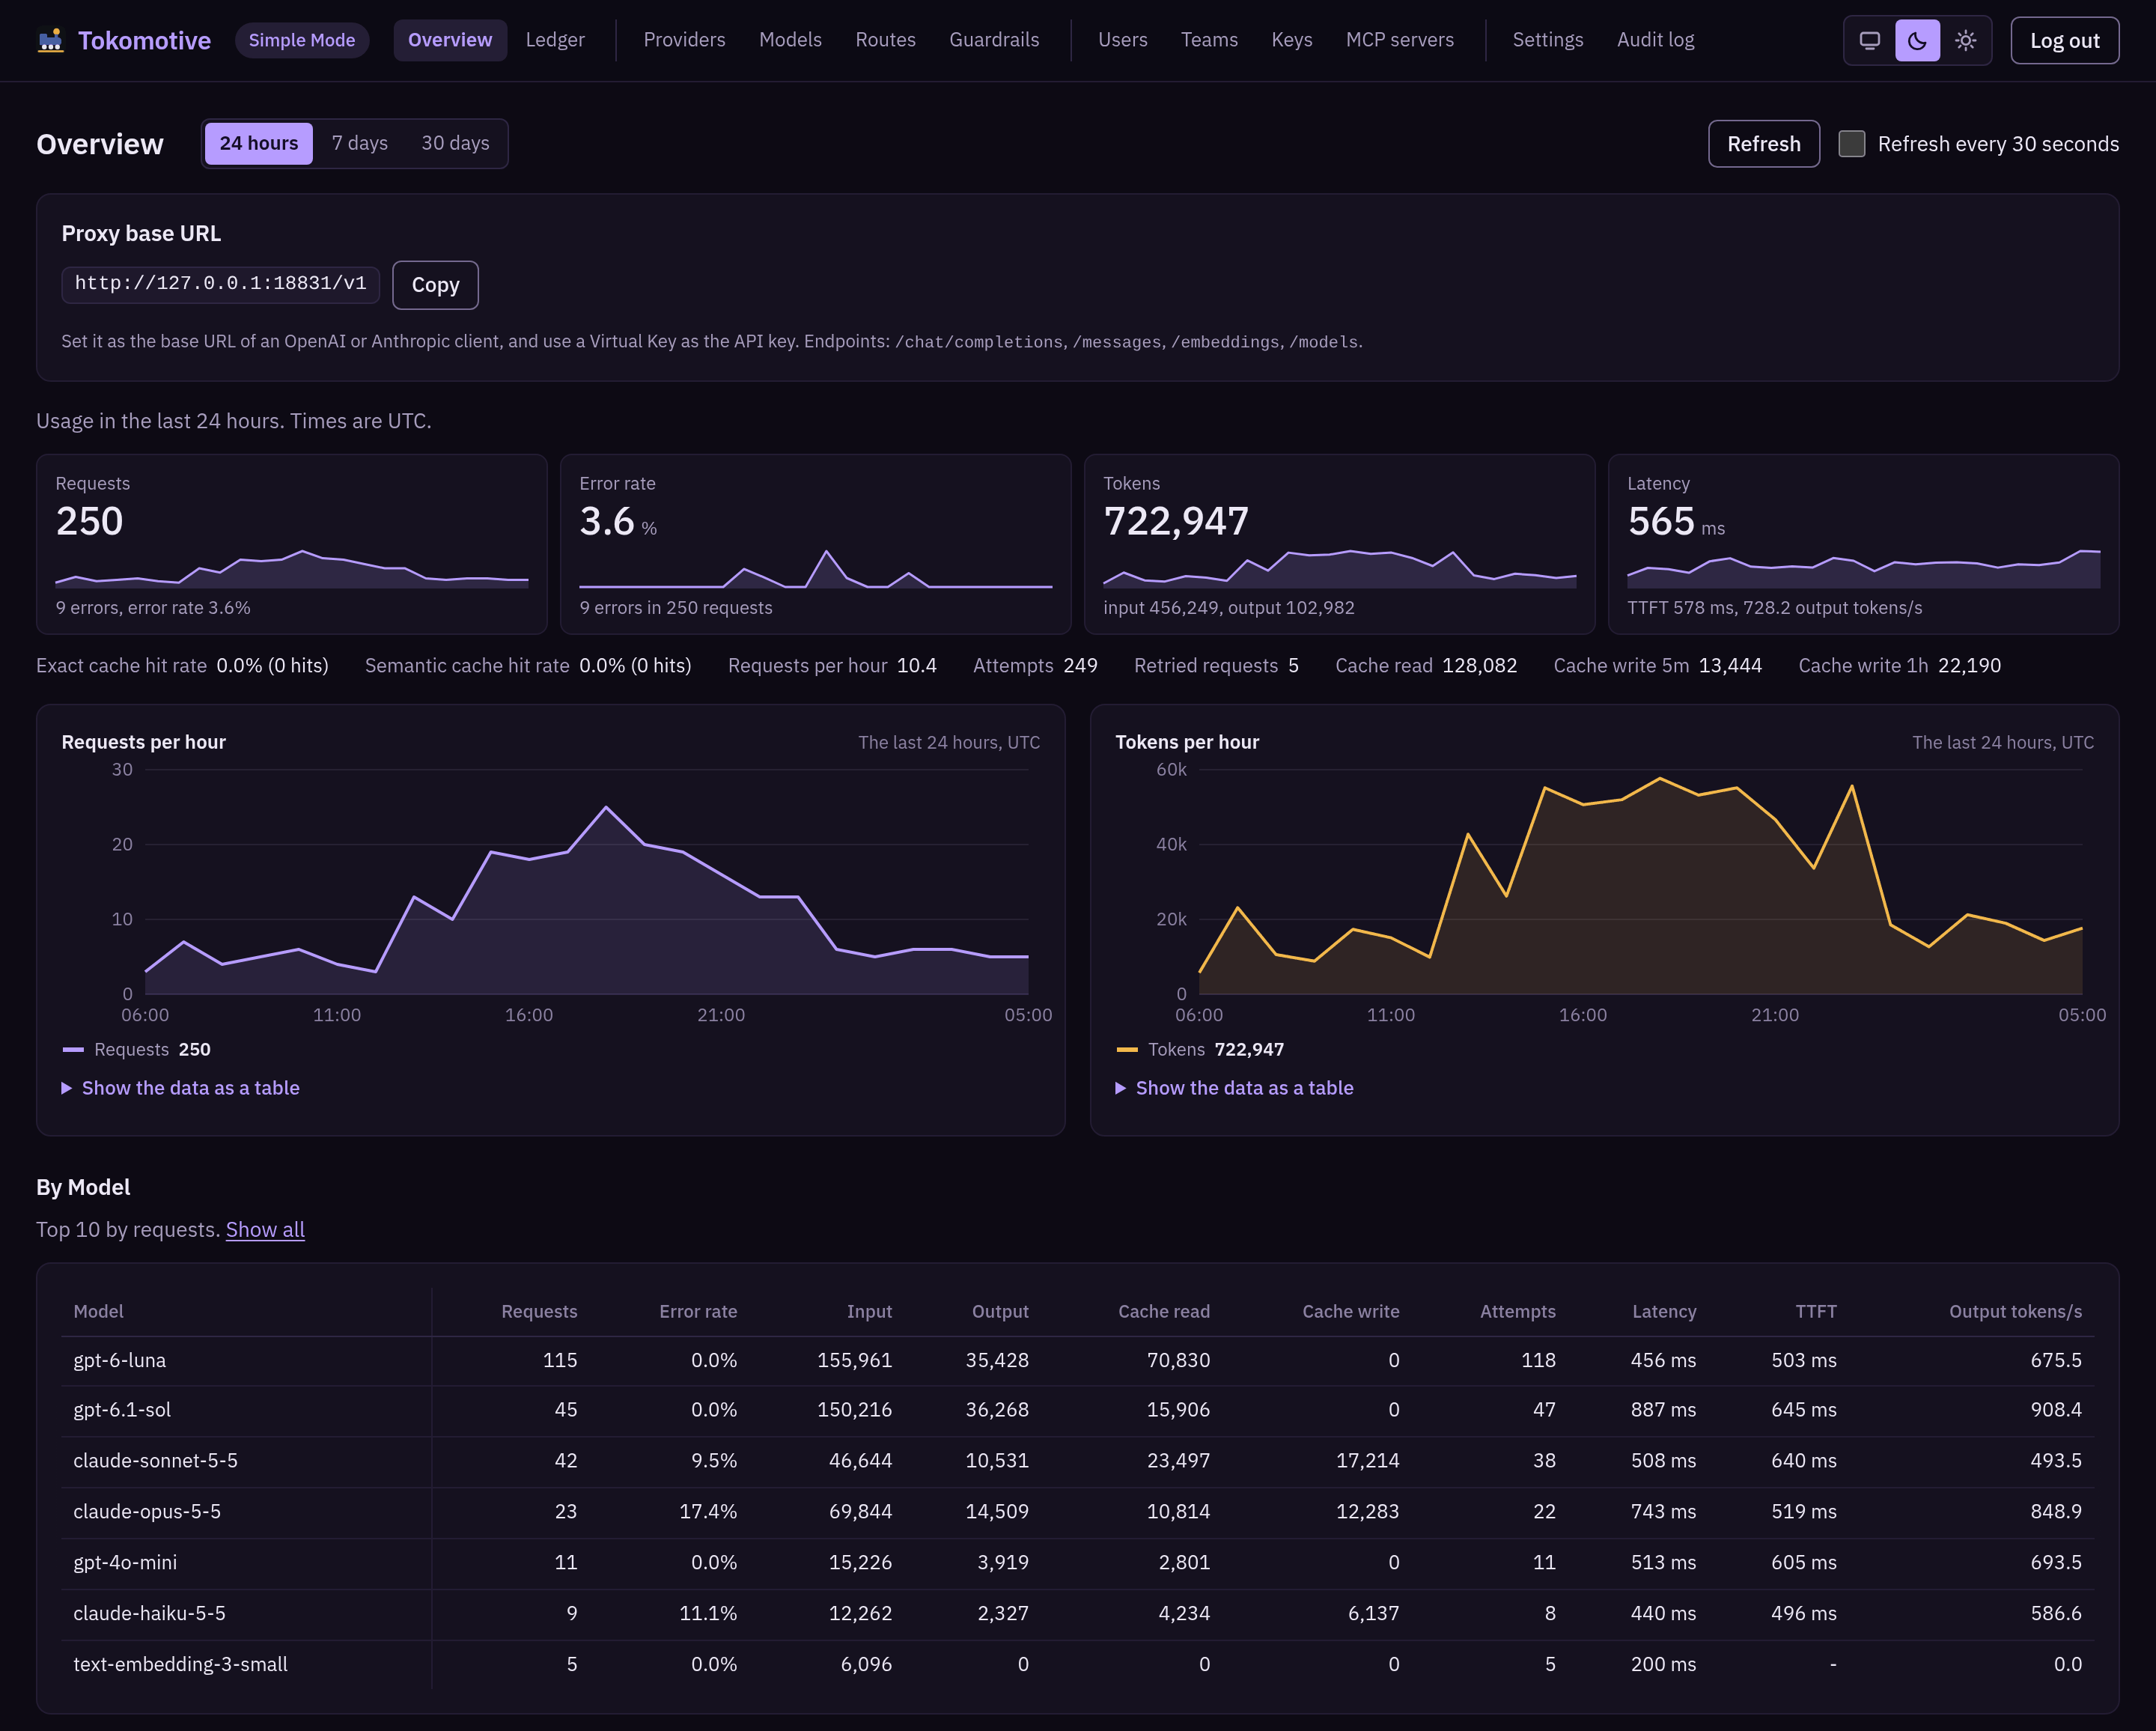 Tokomotive Simple Mode Overview Ledger Providers Models Routes Guardrails Users Teams Keys MCP servers Settings Audit log Log out
Overview 24 hours 7 days 30 days Refresh Refresh every 30 seconds
Proxy base URL
http://127.0.0.1:18831/v1 Copy
Set it as the base URL of an OpenAI or Anthropic client, and use a Virtual Key as the API key. Endpoints: /chat/completions, /messages, /embeddings, /models.
Usage in the last 24 hours. Times are UTC.
Requests
250
9 errors, error rate 3.6%
Error rate
3.6 %
9 errors in 250 requests
Tokens
722,947
input 456,249, output 102,982
Latency
565 ms
TTFT 578 ms, 728.2 output tokens/s
Exact cache hit rate 0.0% (0 hits) Semantic cache hit rate 0.0% (0 hits) Requests per hour 10.4 Attempts 249 Retried requests 5 Cache read 128,082 Cache write 5m 13,444 Cache write 1h 22,190
Requests per hour The last 24 hours, UTC
30
20
10
0
06:00 11:00 16:00 21:00 05:00
Requests 250
Show the data as a table
Tokens per hour The last 24 hours, UTC
60k
40k
20k
0
06:00 11:00 16:00 21:00 05:00
Tokens 722,947
Show the data as a table
By Model
Top 10 by requests. Show all
Model Requests Error rate Input Output Cache read Cache write Attempts Latency TTFT Output tokens/s
gpt-6-luna 115 0.0% 155,961 35,428 70,830 0 118 456 ms 503 ms 675.5
gpt-6.1-sol 45 0.0% 150,216 36,268 15,906 0 47 887 ms 645 ms 908.4
claude-sonnet-5-5 42 9.5% 46,644 10,531 23,497 17,214 38 508 ms 640 ms 493.5
claude-opus-5-5 23 17.4% 69,844 14,509 10,814 12,283 22 743 ms 519 ms 848.9
gpt-4o-mini 11 0.0% 15,226 3,919 2,801 0 11 513 ms 605 ms 693.5
claude-haiku-5-5 9 11.1% 12,262 2,327 4,234 6,137 8 440 ms 496 ms 586.6
text-embedding-3-small 5 0.0% 6,096 0 0 0 5 200 ms - 0.0